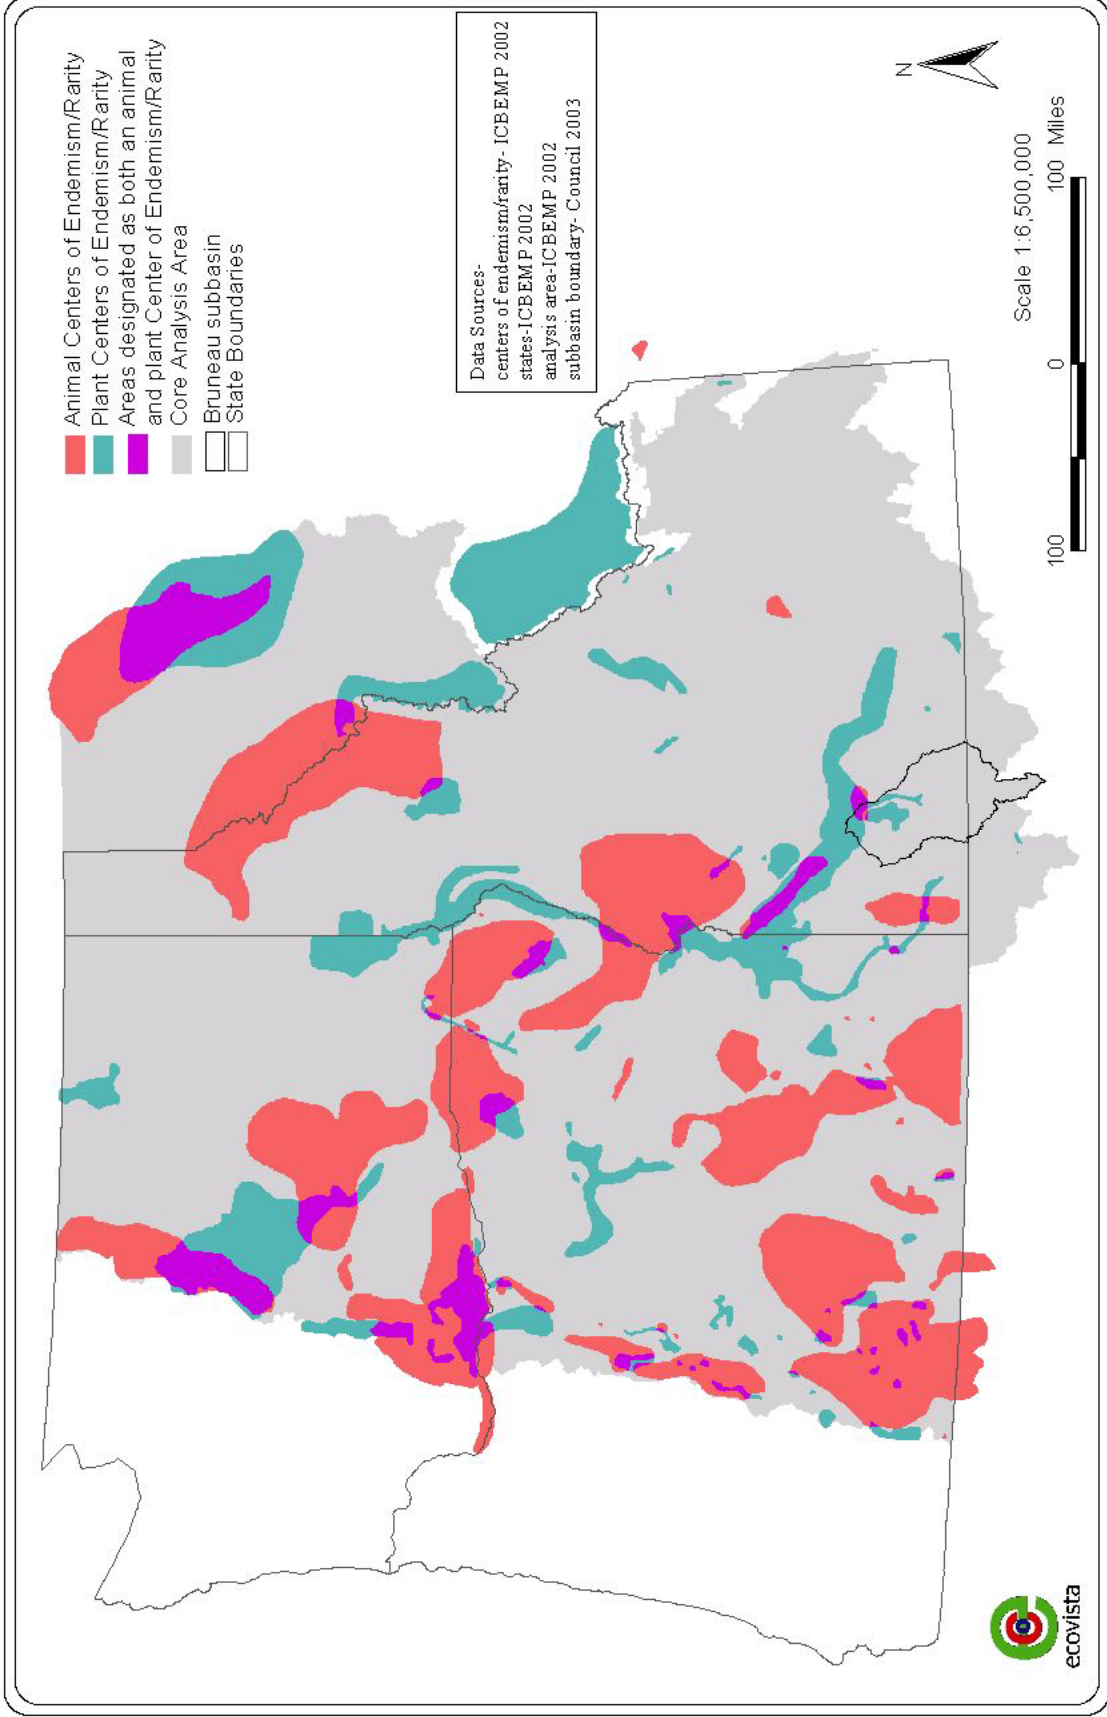 Animal Centers of Endemism/Rarity
Plant Centers of Endemism/Rarity
Areas designated as both an animal
and plant Center of Endemism/Rarity
Core Analysis Area
Bruneau subbasin
State Boundaries
Data Sources-
centers of endemism/rarity- ICBEMP 2002
states-ICBEMP 2002
analysis area-ICBEMP 2002
subbasin boundary- Council 2003
N
Scale 1:6,500,000
100 0 100 Miles
ecovista